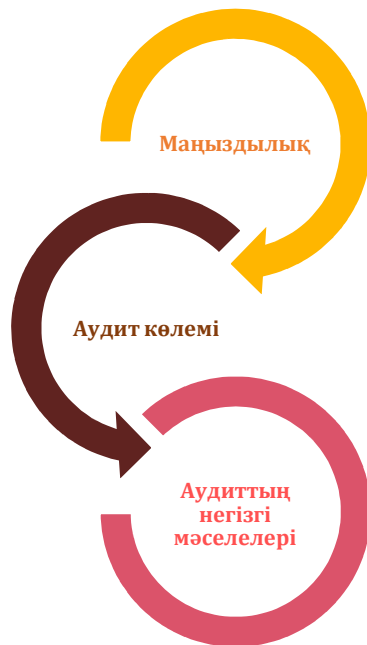 Маңыздылық
Аудит көлемі
Аудиттың
негізгі
мәселелері